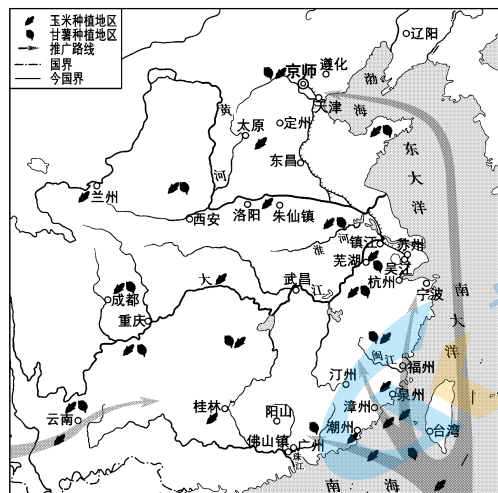 玉米种植地区
甘薯种植地区
推广路线
国界
今国界
辽阳
遵化
京师
渤
海
天津
黄
定州
太原
东昌
东
大
洋
河
兰州
西安
洛阳
朱仙镇
淮
河
镇江
苏州
芜湖
吴江
杭州
宁波
大
武昌
江
成都
重庆
南
大
洋
闽江
福州
汀州
泉州
桂林
阳山
漳州
云南
潮州
台湾
佛山镇
广州
珠江
南
海